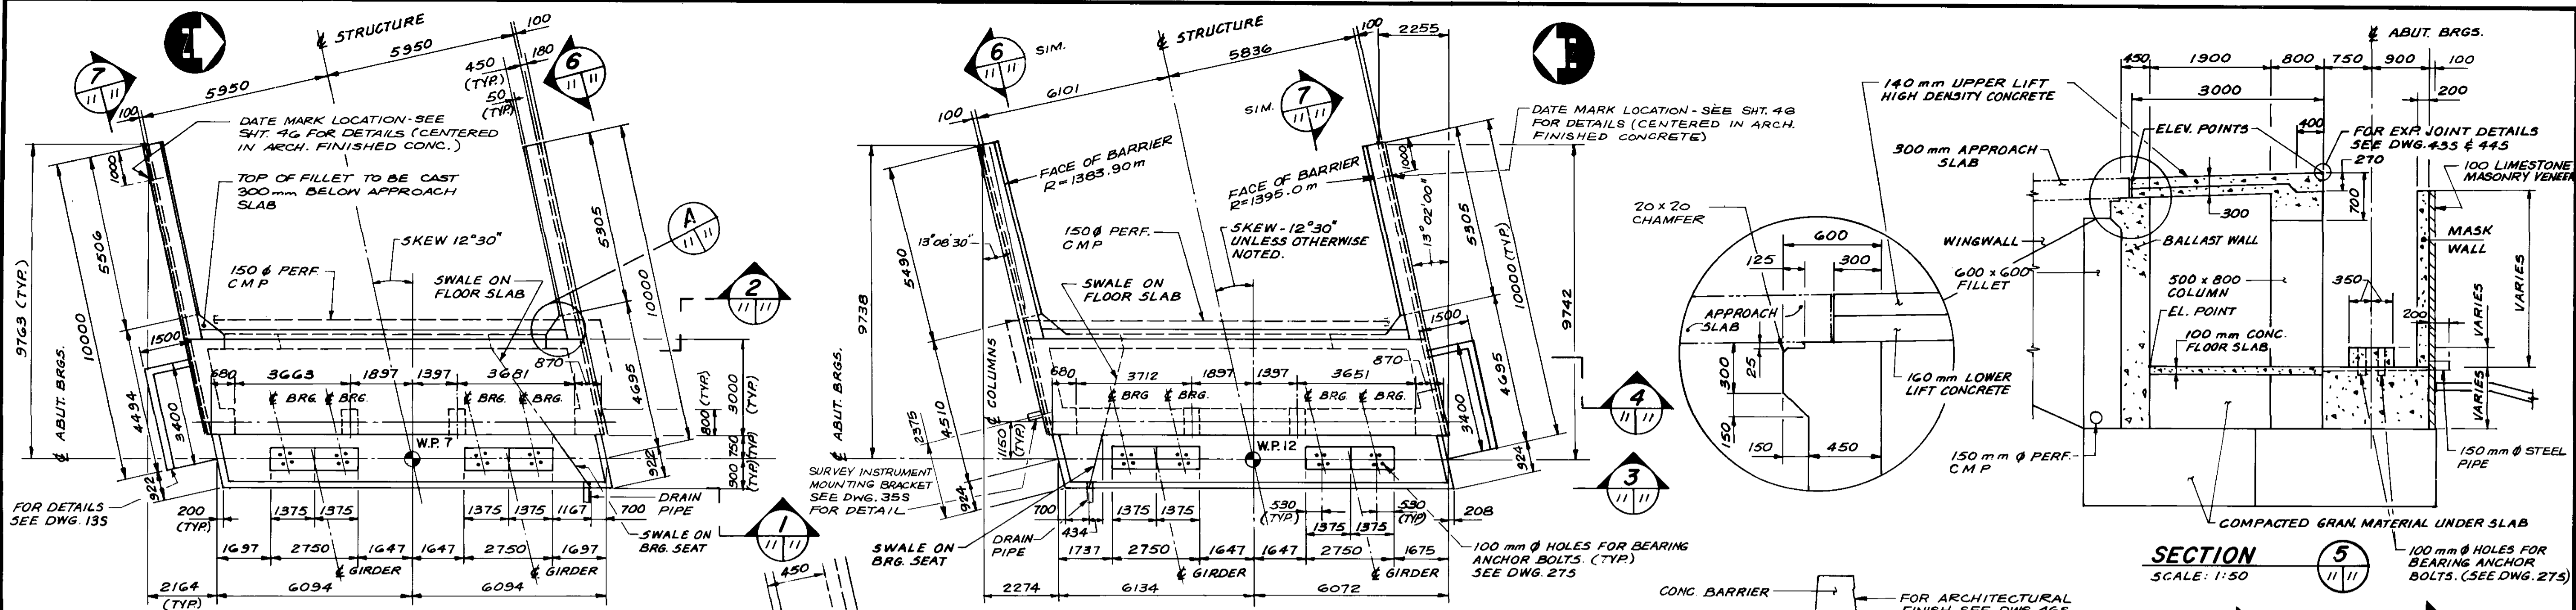 ℄ STRUCTURE
5950
5950
100
180
450
(TYP.)
50
(TYP.)
7
11 11
6
11 11
100
DATE MARK LOCATION-SEE
SHT. 46 FOR DETAILS (CENTERED
IN ARCH. FINISHED CONC.)
TOP OF FILLET TO BE CAST
300mm BELOW APPROACH
SLAB
1000
9763 (TYP.)
5506
10000
SKEW 12°30"
150 Ø PERF.
CMP
SWALE ON
FLOOR SLAB
5305
10000
A
11 11
2
11 11
1500
870
680
3663
1897
1397
3681
℄ BRG.
℄ BRG.
℄ BRG.
℄ BRG.
4695
800 (TYP.)
3000
(TYP.)
℄ ABUT. BRGS.
4494
3400
W.P. 7
922
900 750
(TYP.)(TYP.)
922
FOR DETAILS
SEE DWG. 13S
200
(TYP.)
1375
1375
1375
1375
1167
700
DRAIN
PIPE
SWALE ON
BRG. SEAT
1
11 11
1697
2750
1647
1647
2750
1697
℄ GIRDER
℄ GIRDER
2164
(TYP.)
6094
6094
450
℄ STRUCTURE
6101
5836
100
2255
6
11 11
SIM.
7
11 11
SIM.
100
DATE MARK LOCATION-SEE SHT. 46
FOR DETAILS (CENTERED IN ARCH.
FINISHED CONCRETE)
FACE OF BARRIER
R=1383.90m
FACE OF BARRIER
R=1395.0m
1000
9738
5490
13°08'30"
150Ø PERF.
CMP
SKEW-12°30"
UNLESS OTHERWISE
NOTED.
13°02'00"
5305
10000 (TYP.)
9742
SWALE ON
FLOOR SLAB
1500
870
℄ COLUMNS
680
3712
1897
1397
3651
℄ BRG
℄ BRG.
℄ BRG.
℄ BRG.
4695
3400
℄ ABUT. BRGS.
2375
4510
1160
(TYP.)
W.P. 12
924
924
SURVEY INSTRUMENT
MOUNTING BRACKET
SEE DWG. 35S
FOR DETAIL
4
11 11
3
11 11
700
434
1375
1375
530
(TYP.)
530
(TYP.)
1375
1375
208
SWALE ON
BRG. SEAT
DRAIN
PIPE
1737
2750
1647
1647
2750
1675
℄ GIRDER
℄ GIRDER
100 mm Ø HOLES FOR BEARING
ANCHOR BOLTS. (TYP.)
SEE DWG. 27S
2274
6134
6072
140 mm UPPER LIFT
HIGH DENSITY CONCRETE
20 x 20
CHAMFER
600
125
300
APPROACH
SLAB
300
25
150
150
450
160 mm LOWER
LIFT CONCRETE
CONC BARRIER
FOR ARCHITECTURAL
FINISH SEE DWG 46S
℄ ABUT. BRGS.
450
1900
800
750
900
100
3000
200
400
ELEV. POINTS
FOR EXP. JOINT DETAILS
SEE DWG. 43S & 44S
270
700
100 LIMESTONE
MASONRY VENEER
300 mm APPROACH
SLAB
300
WINGWALL
BALLAST WALL
MASK
WALL
600 x 600
FILLET
500 x 800
COLUMN
350
EL. POINT
100 mm CONC.
FLOOR SLAB
200
VARIES
VARIES
VARIES
150 mm Ø PERF.
CMP
150 mm Ø STEEL
PIPE
COMPACTED GRAN. MATERIAL UNDER SLAB
SECTION
SCALE: 1:50
5
11 11
100 mm Ø HOLES FOR
BEARING ANCHOR
BOLTS. (SEE DWG. 27S)